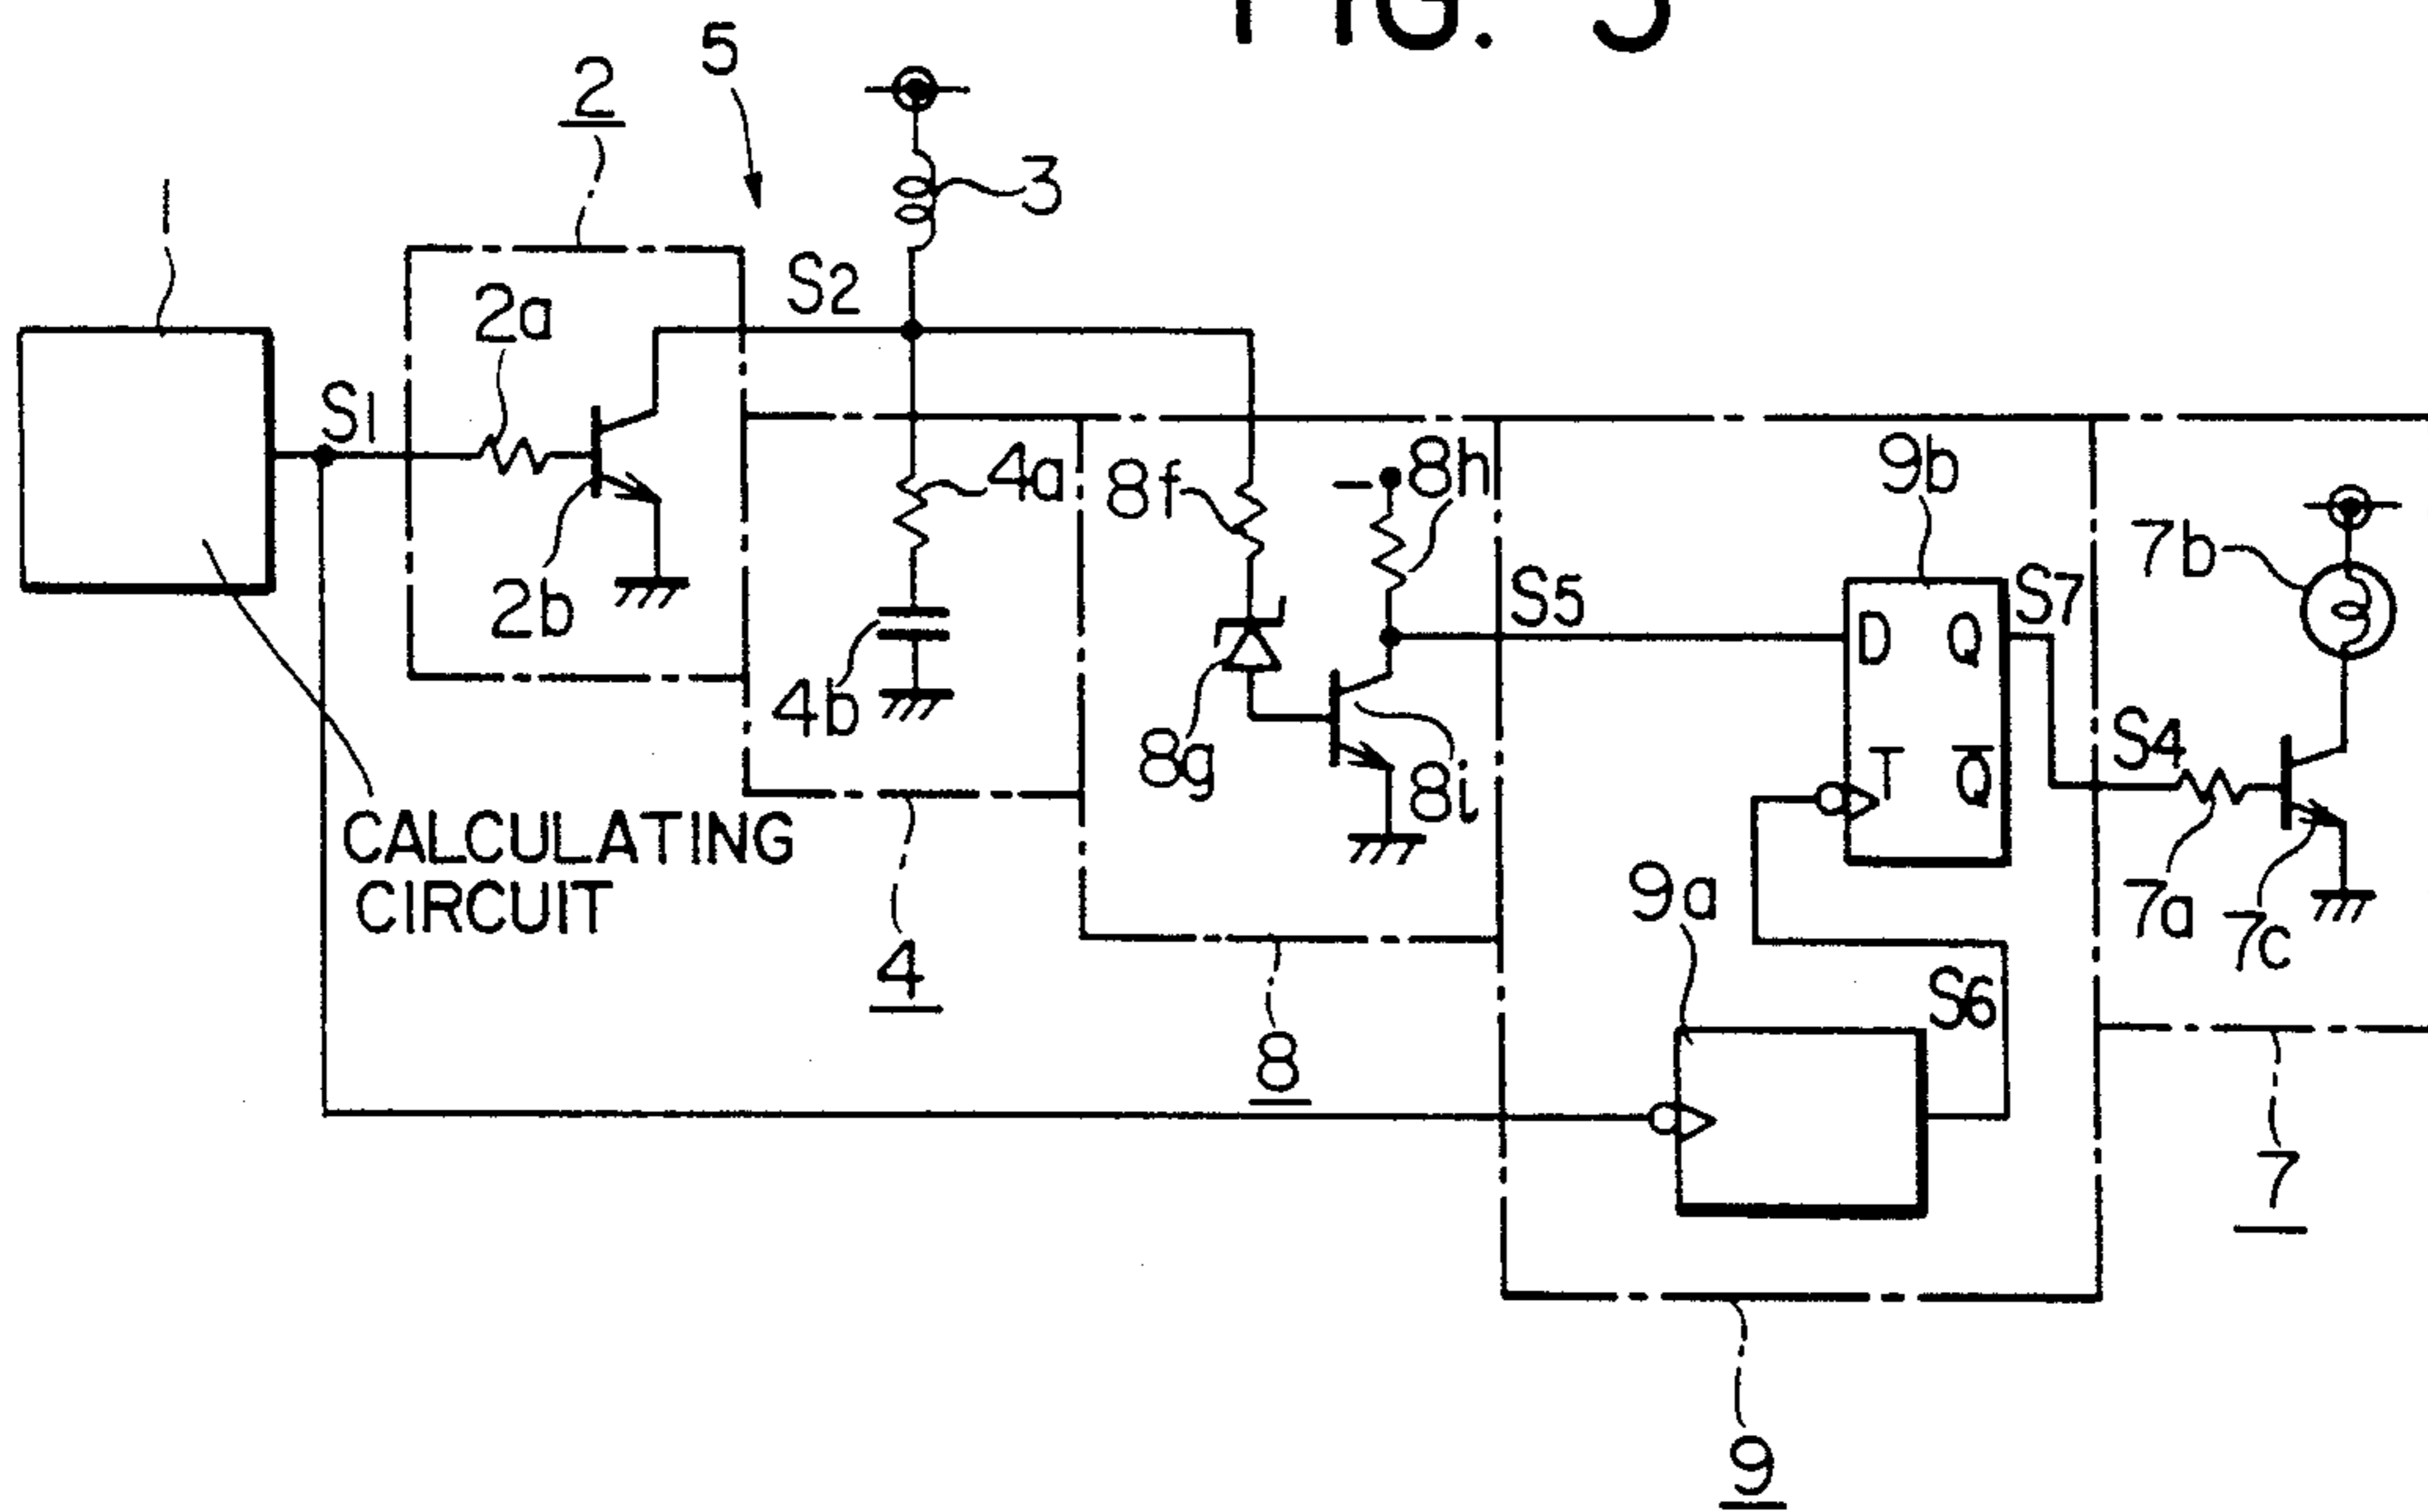 FIG. 5
5
2
3
S2
2a
S1
4a
8f
8h
9b
7b
2b
S5
S7
D Q
4b
8g
8i
T Q̅
S4
CALCULATING
CIRCUIT
9a
7a
7c
4
S6
8
7
9